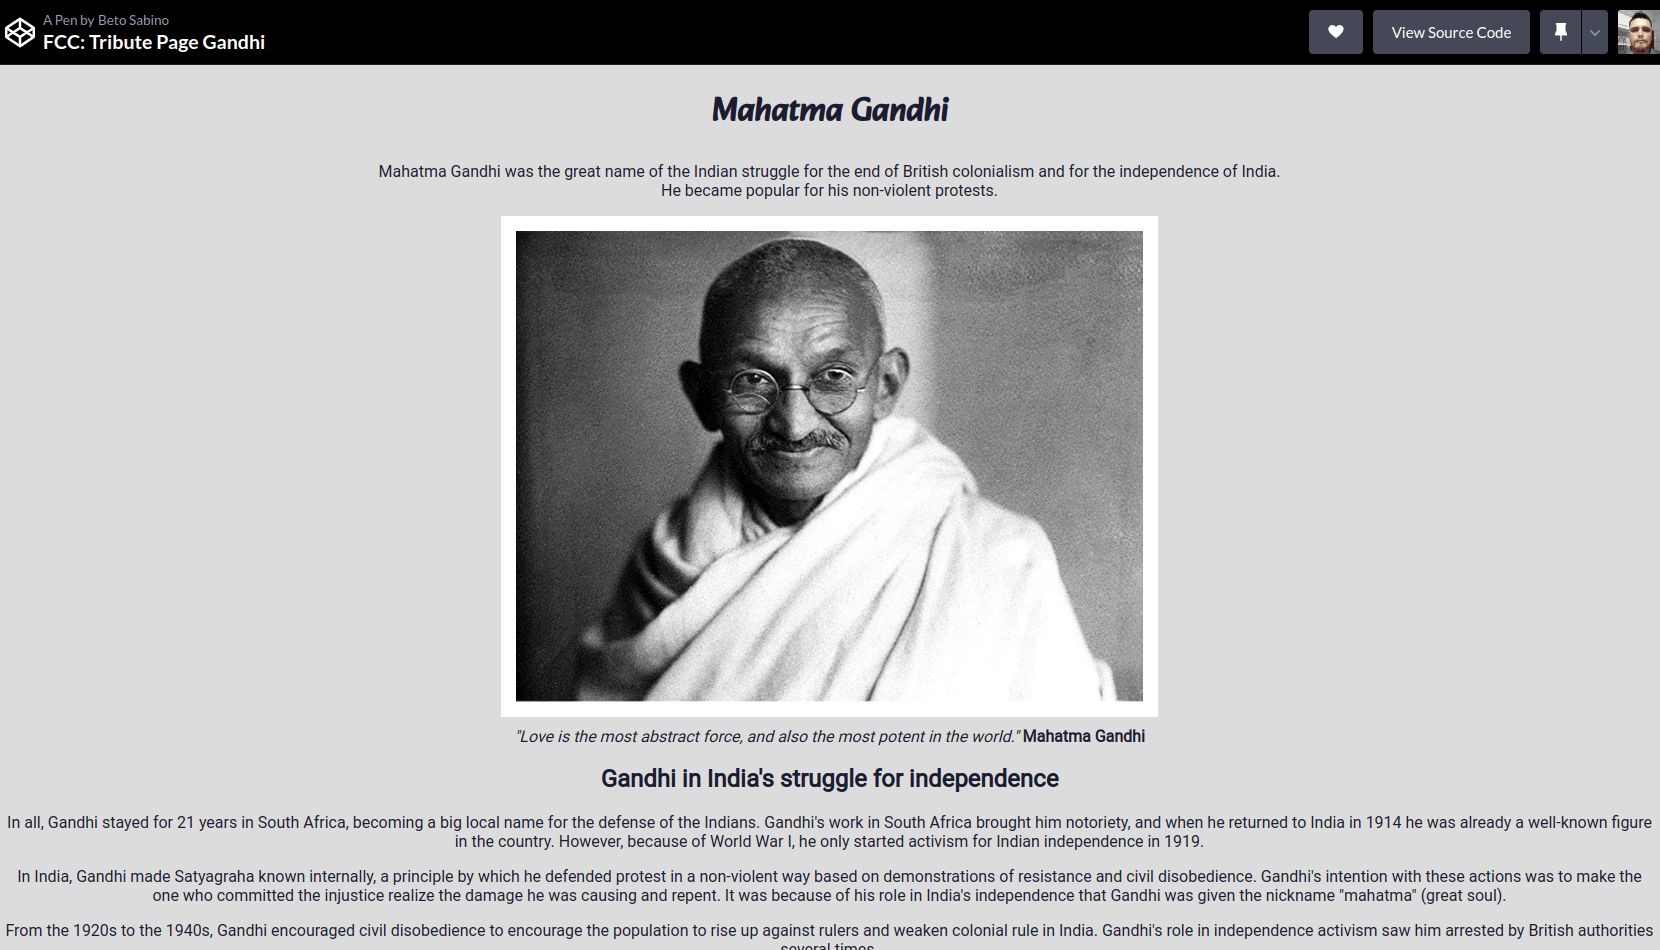 A Pen by Beto Sabino
FCC: Tribute Page Gandhi
View Source Code
Mahatma Gandhi
Mahatma Gandhi was the great name of the Indian struggle for the end of British colonialism and for the independence of India.
He became popular for his non-violent protests.
"Love is the most abstract force, and also the most potent in the world." Mahatma Gandhi
Gandhi in India's struggle for independence
In all, Gandhi stayed for 21 years in South Africa, becoming a big local name for the defense of the Indians. Gandhi's work in South Africa brought him notoriety, and when he returned to India in 1914 he was already a well-known figure
in the country. However, because of World War I, he only started activism for Indian independence in 1919.
In India, Gandhi made Satyagraha known internally, a principle by which he defended protest in a non-violent way based on demonstrations of resistance and civil disobedience. Gandhi's intention with these actions was to make the
one who committed the injustice realize the damage he was causing and repent. It was because of his role in India's independence that Gandhi was given the nickname "mahatma" (great soul).
From the 1920s to the 1940s, Gandhi encouraged civil disobedience to encourage the population to rise up against rulers and weaken colonial rule in India. Gandhi's role in independence activism saw him arrested by British authorities
several times.